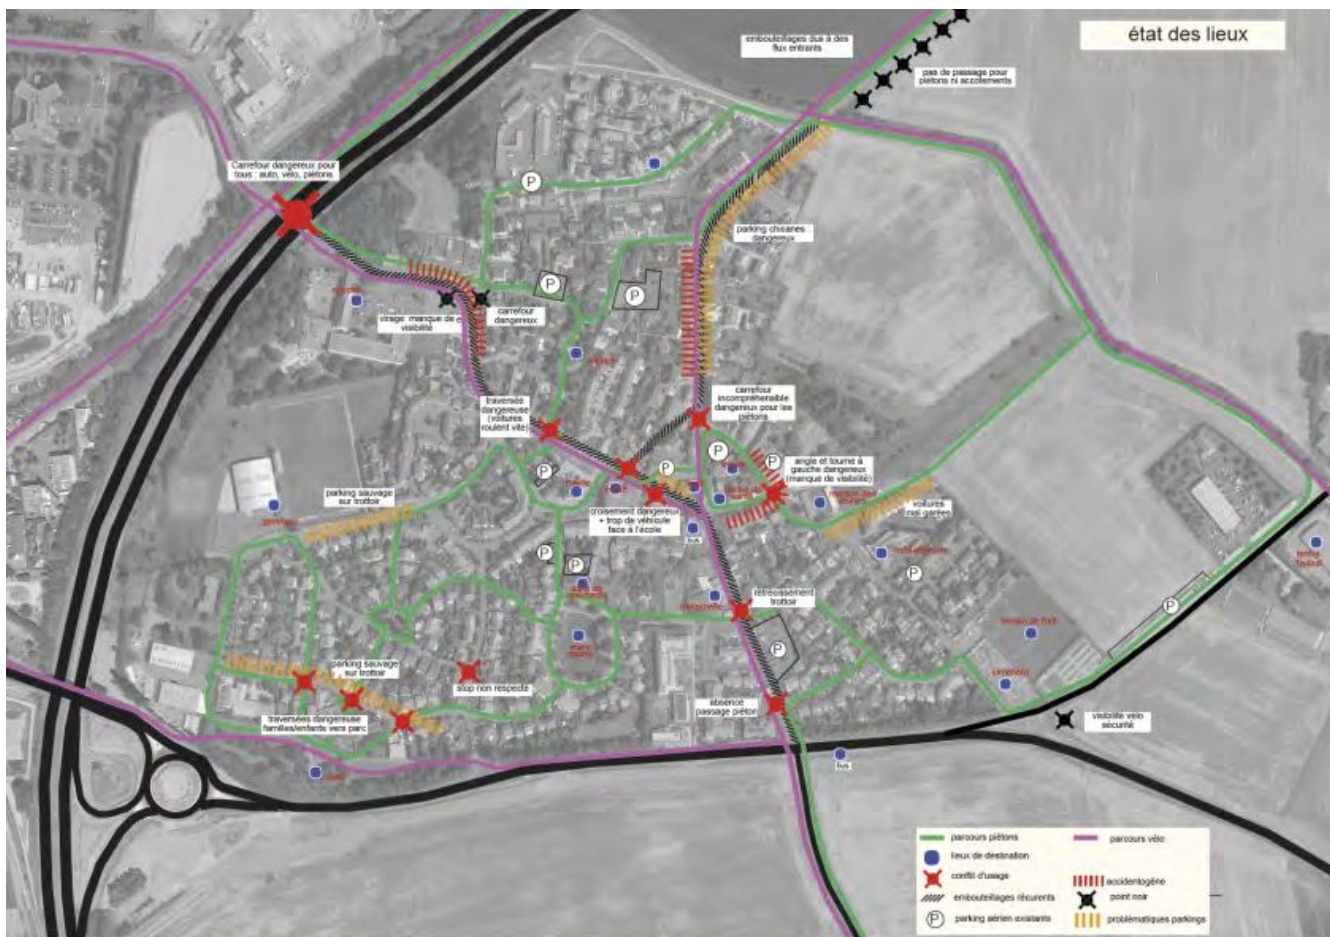 état des lieux
embouteillages dus à des
flux entrants
pas de passage pour
piétons ni accotements
Carrefour dangereux pour
tous : auto, vélo, piétons
P
parking chicanes
dangereux
P
P
virage manque de
visibilité
carrefour
dangereux
traversée
dangereuse
(voitures
roulent vite)
carrefour
incompréhensible
dangereux pour les
piétons
P
P
P
P
angle et tourne à
gauche dangereux
(manque de visibilité)
parking sauvage
sur trottoir
voitures
mal garées
croisement dangereux
+ trop de véhicule
face à l'école
bus
P
P
P
P
rétrécissement
trottoir
terrain de foot
P
parking sauvage
sur trottoir
stop non respecté
traversées dangereuse
familles/enfants vers parc
absence
passage piéton
visibilité vélo
sécurité
bus
parcours piétons
parcours vélo
lieux de destination
conflit d'usage
accidentogène
embouteillages récurents
point noir
P parking aérien existants
problématiques parkings